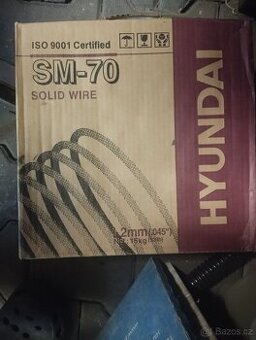 ISO 9001 Certified
SM-70
SOLID WIRE
HYUNDAI
.2mm(.045")
15kg
Bazos.cz